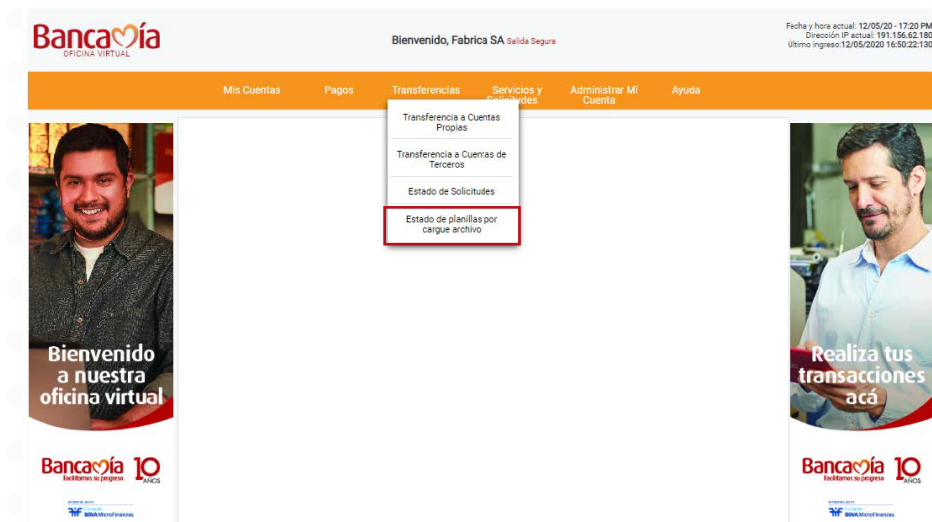 Bancamía
OFICINA VIRTUAL
Bienvenido, Fabrica SA Salida Segura
Fecha y hora actual: 12/05/20 - 17:20 PM
Dirección IP actual: 191.156.62.180
Último ingreso:12/05/2020 16:50:22:130
Mis Cuentas
Pagos
Transferencias
Servicios y
Solicitudes
Administrar Mi
Cuenta
Ayuda
Transferencia a Cuentas
Propias
Transferencia a Cuentas de
Terceros
Estado de Solicitudes
Estado de planillas por
cargue archivo
Bienvenido
a nuestra
oficina virtual
Bancamía
Facilitamos su progreso
10
AÑOS
BBVA MicroFinanzas
Realiza tus
transacciones
acá
Bancamía
Facilitamos su progreso
10
AÑOS
BBVA MicroFinanzas